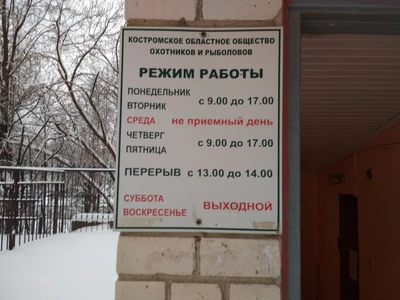 КОСТРОМСКОЕ ОБЛАСТНОЕ ОБЩЕСТВО
ОХОТНИКОВ И РЫБОЛОВОВ
РЕЖИМ РАБОТЫ
ПОНЕДЕЛЬНИК
ВТОРНИК с 9.00 до 17.00
СРЕДА не приемный день
ЧЕТВЕРГ
ПЯТНИЦА с 9.00 до 17.00
ПЕРЕРЫВ с 13.00 до 14.00
СУББОТА
ВОСКРЕСЕНЬЕ ВЫХОДНОЙ